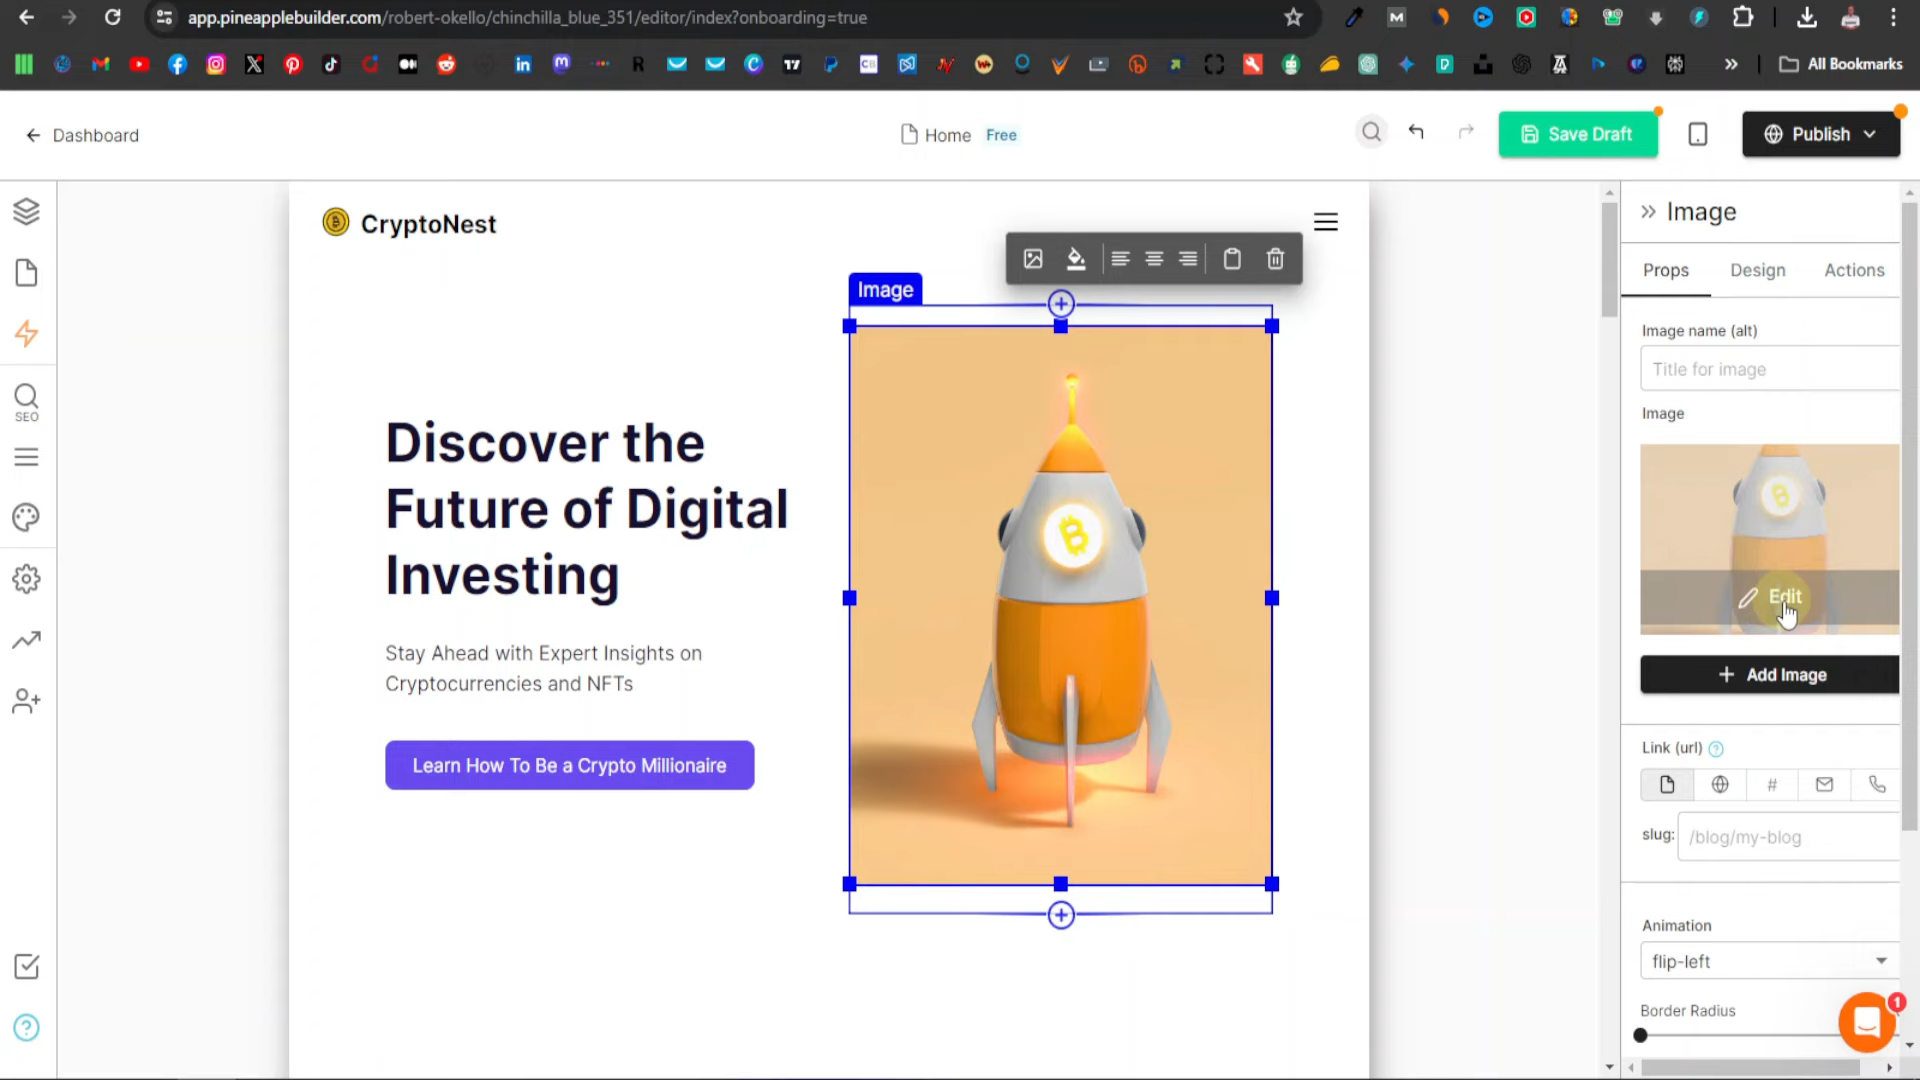 app.pineapplebuilder.com/robert-okello/chinchilla_blue_351/editor/index?onboarding=true
All Bookmarks
Dashboard
Home Free
Save Draft
Publish
SEO
CryptoNest
Image
Discover the
Future of Digital
Investing
Stay Ahead with Expert Insights on
Cryptocurrencies and NFTs
Learn How To Be a Crypto Millionaire
Image
Props Design Actions
Image name (alt)
Title for image
Image
Edit
+ Add Image
Link (url) ?
#
slug: /blog/my-blog
Animation
flip-left
Border Radius
1